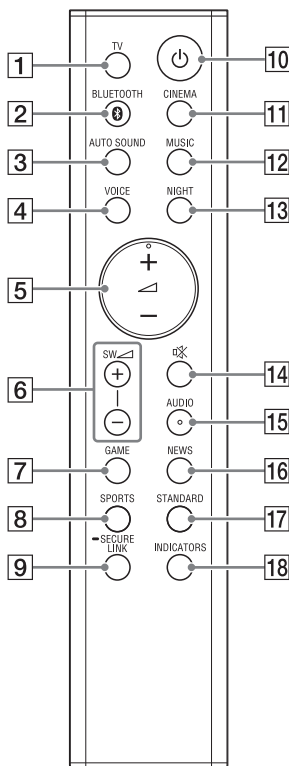 TV
1
10
BLUETOOTH CINEMA
2
11
AUTO SOUND MUSIC
3
12
VOICE NIGHT
4
13
+
5
−
SW
+
14
6
AUDIO
−
15
GAME NEWS
7
16
SPORTS STANDARD
8
17
SECURE
LINK INDICATORS
9
18